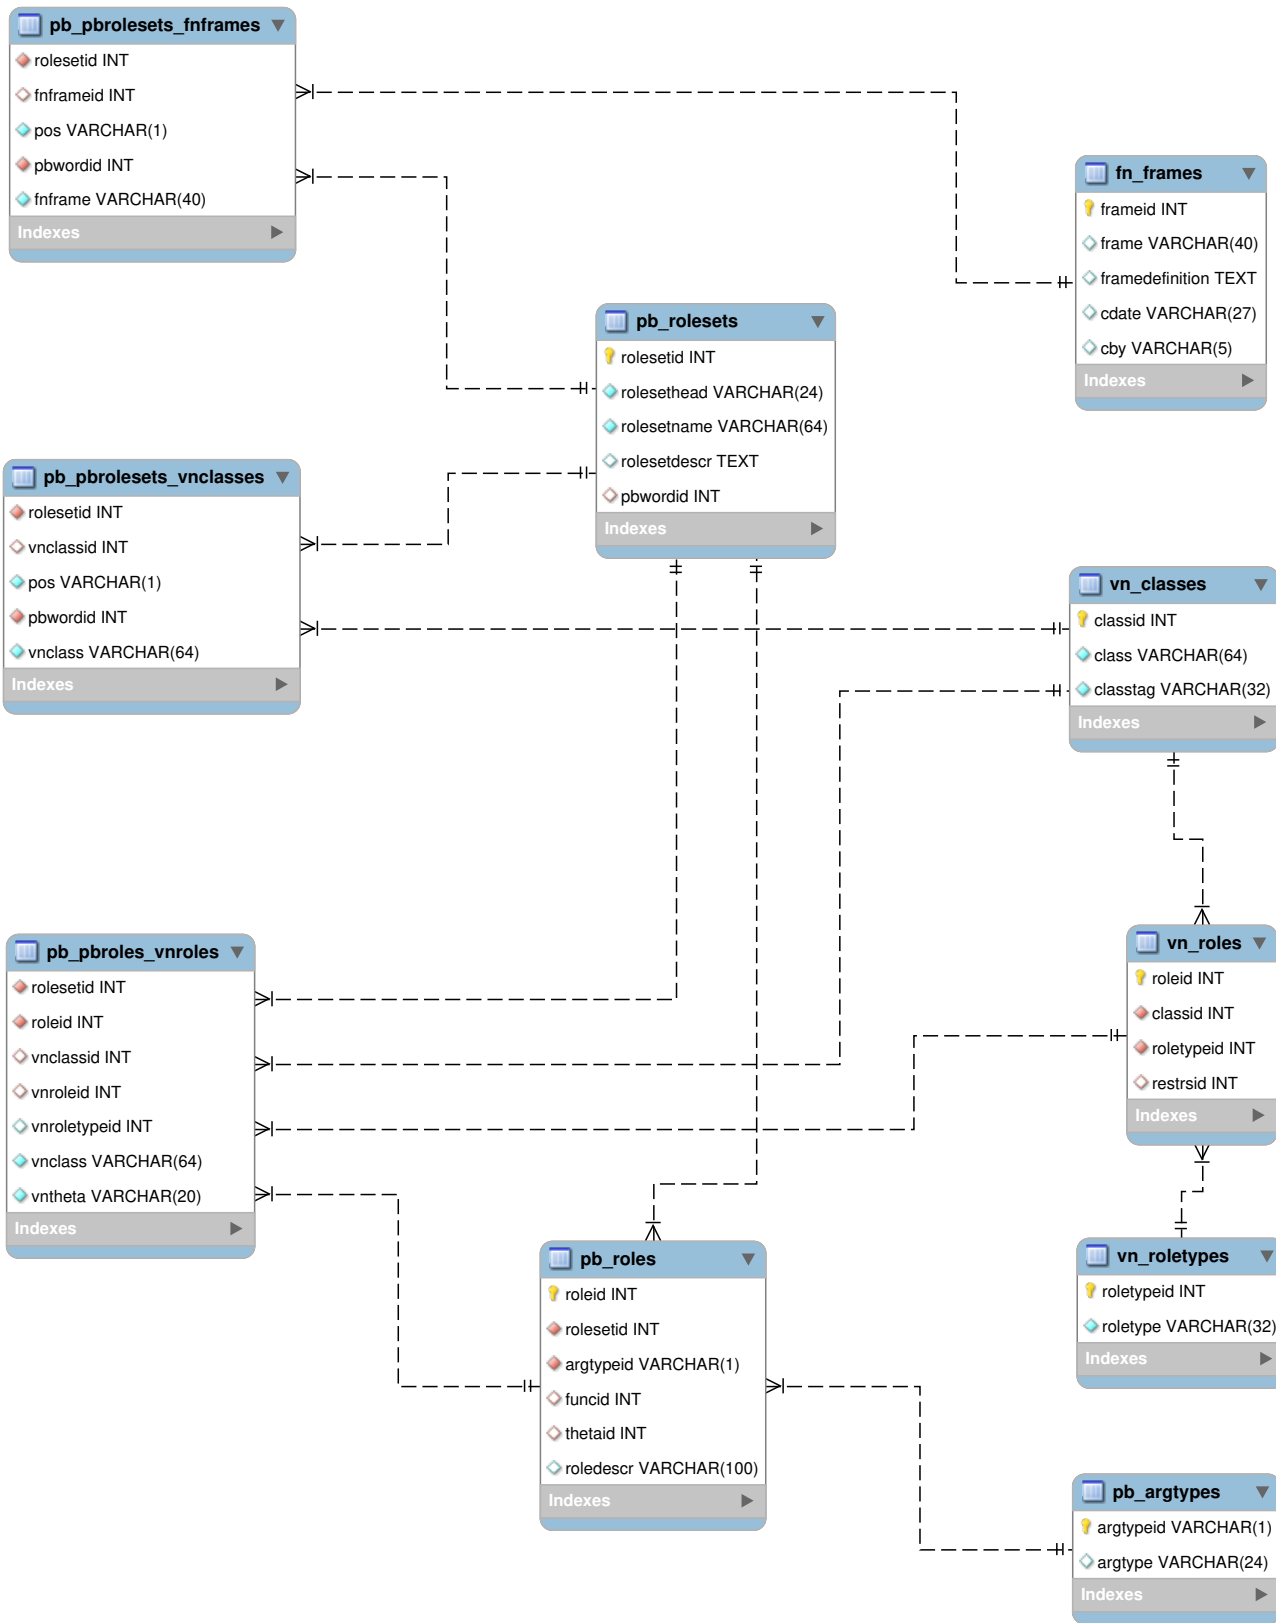 pb_pbrolesets_fnframes
rolesetid INT
fnframeid INT
pos VARCHAR(1)
pbwordid INT
fnframe VARCHAR(40)
Indexes
fn_frames
frameid INT
frame VARCHAR(40)
framedefinition TEXT
cdate VARCHAR(27)
cby VARCHAR(5)
Indexes
pb_rolesets
rolesetid INT
rolesethead VARCHAR(24)
rolesetname VARCHAR(64)
rolesetdescr TEXT
pbwordid INT
Indexes
pb_pbrolesets_vnclasses
rolesetid INT
vnclassid INT
pos VARCHAR(1)
pbwordid INT
vnclass VARCHAR(64)
Indexes
vn_classes
classid INT
class VARCHAR(64)
classtag VARCHAR(32)
Indexes
pb_pbroles_vnroles
rolesetid INT
roleid INT
vnclassid INT
vnroleid INT
vnroletypeid INT
vnclass VARCHAR(64)
vntheta VARCHAR(20)
Indexes
vn_roles
roleid INT
classid INT
roletypeid INT
restrsid INT
Indexes
pb_roles
roleid INT
rolesetid INT
argtypeid VARCHAR(1)
funcid INT
thetaid INT
roledescr VARCHAR(100)
Indexes
vn_roletypes
roletypeid INT
roletype VARCHAR(32)
Indexes
pb_argtypes
argtypeid VARCHAR(1)
argtype VARCHAR(24)
Indexes